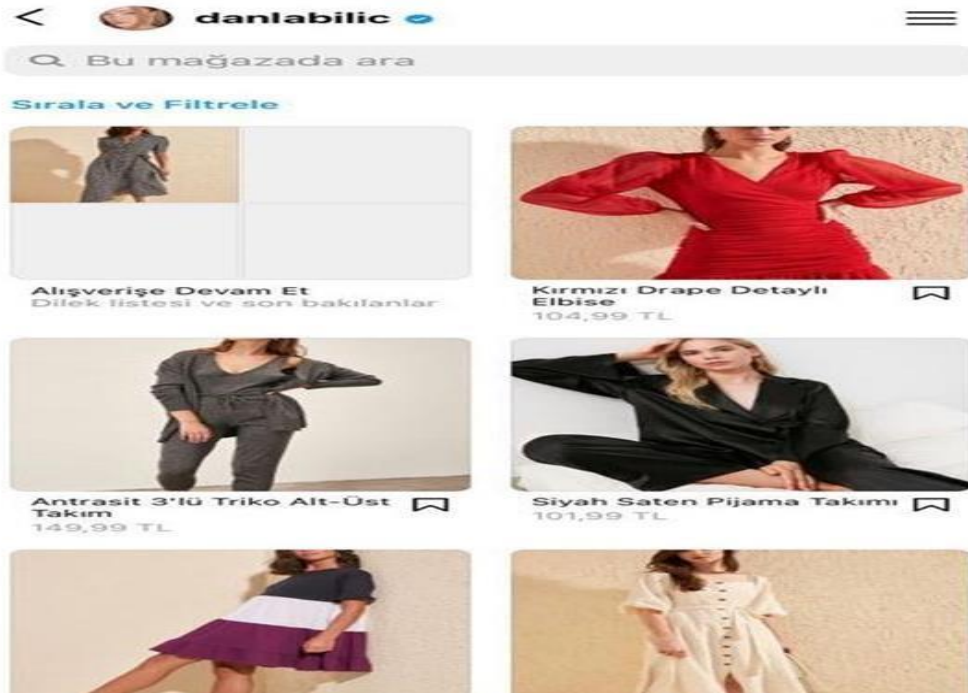 danlabilic
Bu mağazada ara
Sırala ve Filtrele
Alışverişe Devam Et
Dilek listesi ve son bakılanlar
Kırmızı Drape Detaylı
Elbise
104,99 TL
Antrasit 3'lü Triko Alt-Üst
Takım
149,99 TL
Siyah Saten Pijama Takımı
101,99 TL